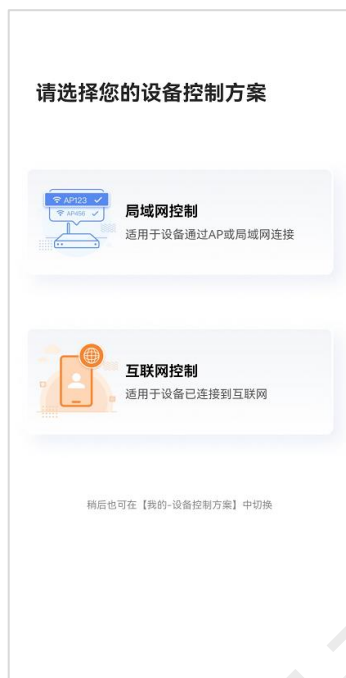 请选择您的设备控制方案
AP123
AP456
局域网控制
适用于设备通过AP或局域网连接
互联网控制
适用于设备已连接到互联网
稍后也可在【我的-设备控制方案】中切换